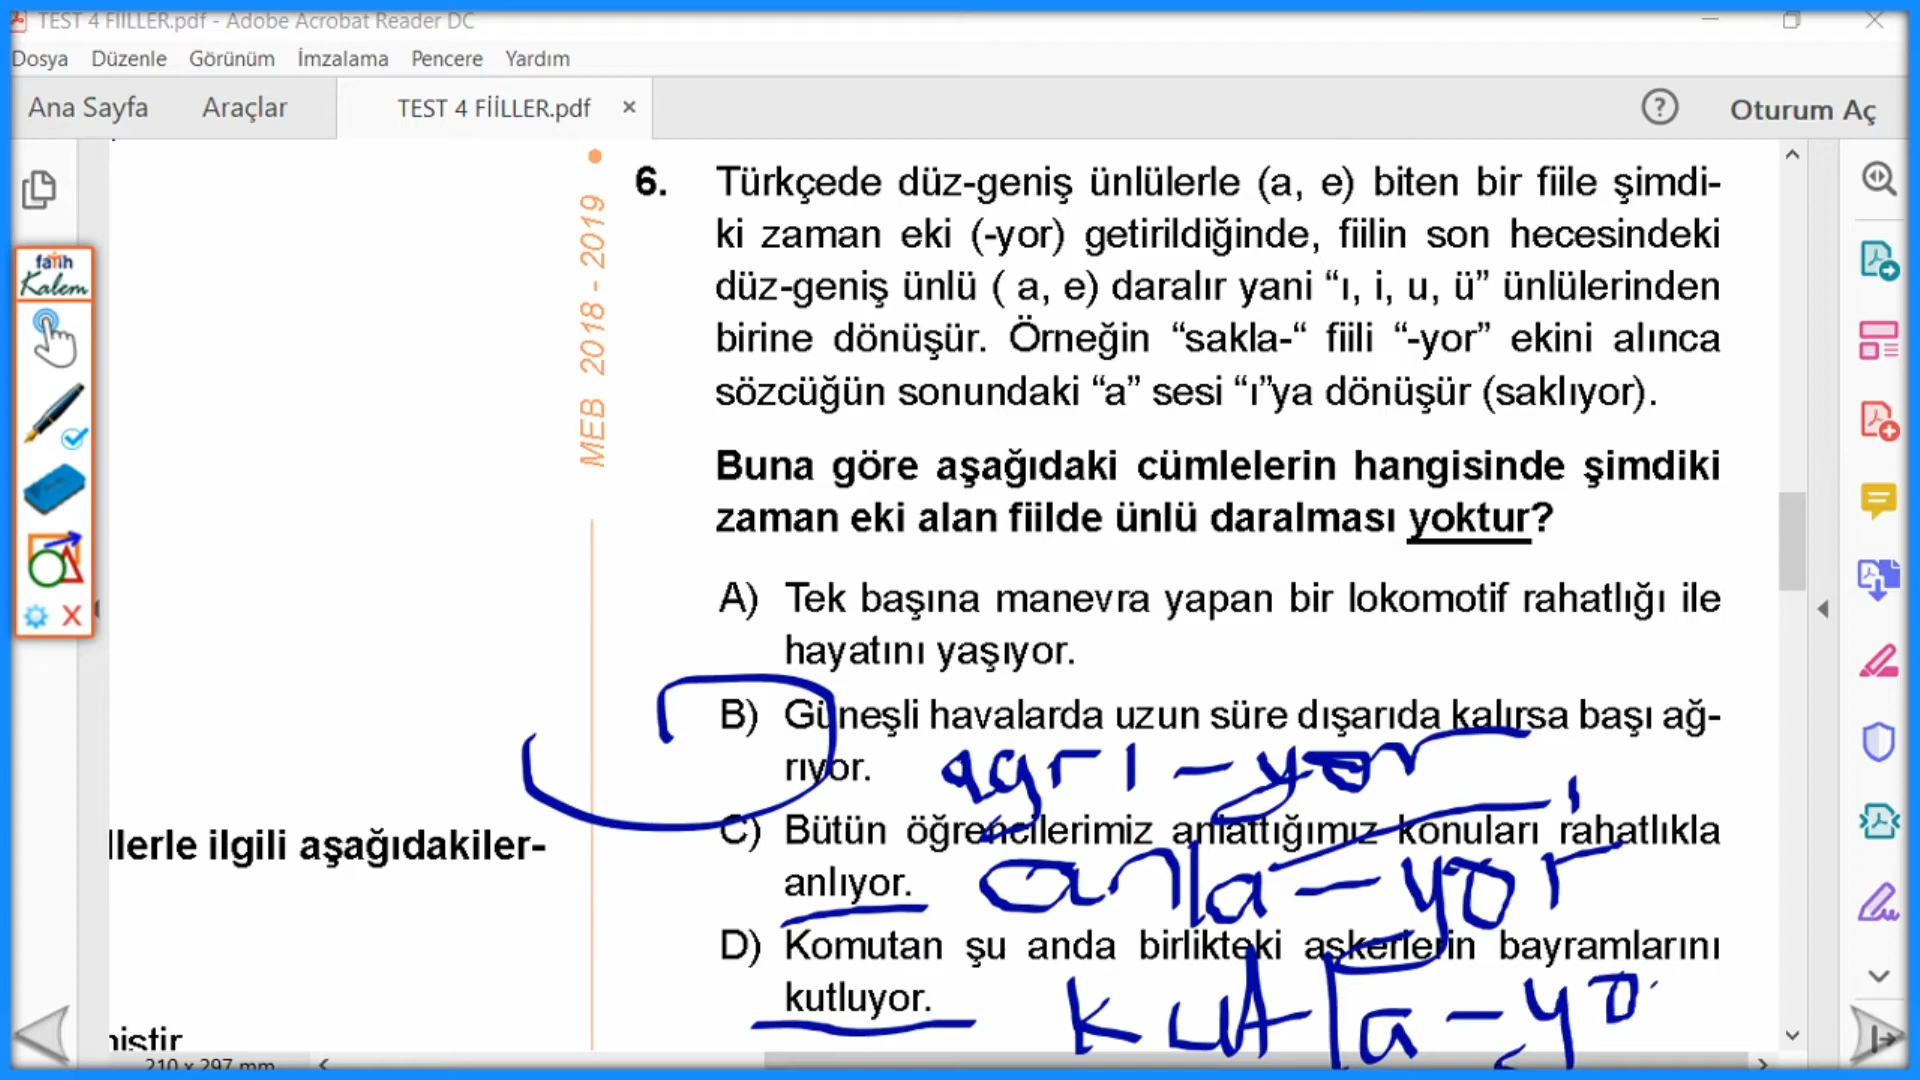 TEST 4 FİİLLER.pdf - Adobe Acrobat Reader DC
Dosya Düzenle Görünüm İmzalama Pencere Yardım
Ana Sayfa Araçlar TEST 4 FİİLLER.pdf × ? Oturum Aç
fatih
Kalem
MEB 2018 - 2019
6. Türkçede düz-geniş ünlülerle (a, e) biten bir fiile şimdi-
ki zaman eki (-yor) getirildiğinde, fiilin son hecesindeki
düz-geniş ünlü ( a, e) daralır yani “ı, i, u, ü” ünlülerinden
birine dönüşür. Örneğin “sakla-“ fiili “-yor” ekini alınca
sözcüğün sonundaki “a” sesi “ı”ya dönüşür (saklıyor).
Buna göre aşağıdaki cümlelerin hangisinde şimdiki
zaman eki alan fiilde ünlü daralması yoktur?
A) Tek başına manevra yapan bir lokomotif rahatlığı ile
hayatını yaşıyor.
B) Güneşli havalarda uzun süre dışarıda kalırsa başı ağ-
rıyor. agrı-yor
C) Bütün öğrencilerimiz anlattığımız konuları rahatlıkla
anlıyor. anla-yor
D) Komutan şu anda birlikteki askerlerin bayramlarını
kutluyor. kutla-yo
llerle ilgili aşağıdakiler-
mıştır
210 x 297 mm